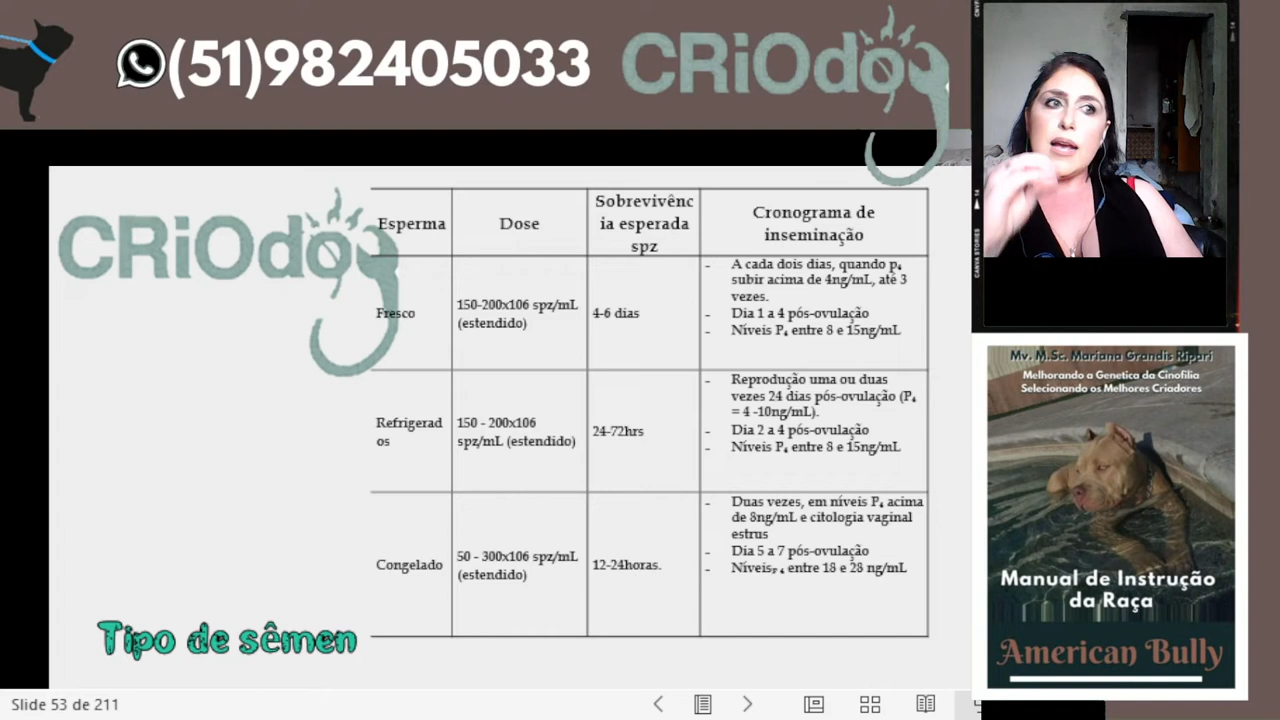 (51)982405033
CRiOdog
CRiOdog
Esperma
Dose
Sobrevivênc
ia esperada
spz
Cronograma de
inseminação
Fresco
150-200x106 spz/mL
(estendido)
4-6 dias
- A cada dois dias, quando p₄
subir acima de 4ng/mL, até 3
vezes.
- Dia 1 a 4 pós-ovulação
- Níveis P₄ entre 8 e 15ng/mL
Refrigerad
os
150 - 200x106
spz/mL (estendido)
24-72hrs
- Reprodução uma ou duas
vezes 24 dias pós-ovulação (P₄
= 4 -10ng/mL).
- Dia 2 a 4 pós-ovulação
- Níveis P₄ entre 8 e 15ng/mL
Congelado
50 - 300x106 spz/mL
(estendido)
12-24horas.
- Duas vezes, em níveis P₄ acima
de 8ng/mL e citologia vaginal
estrus
- Dia 5 a 7 pós-ovulação
- Níveis P₄ entre 18 e 28 ng/mL
Tipo de sêmen
Slide 53 de 211
14
CANVA STORIES
Mv. M.Sc. Mariana Grandis Ripari
Melhorando a Genetica da Cinofilia
Selecionando os Melhores Criadores
Manual de Instrução
da Raça
American Bully